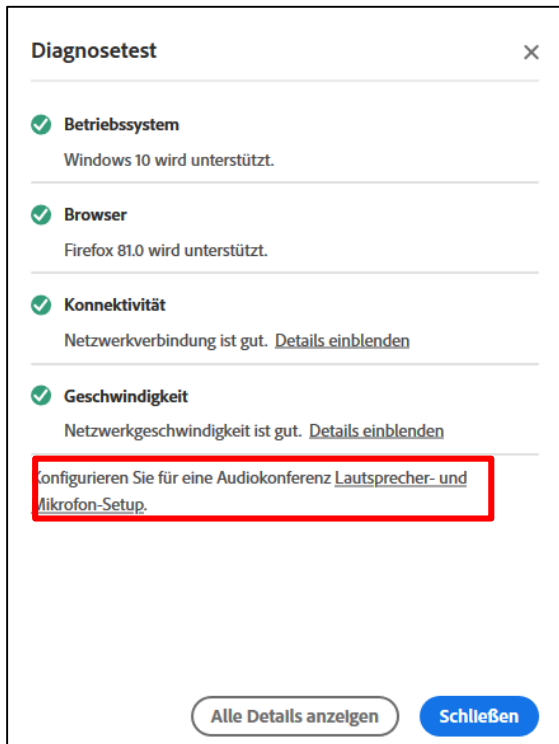 Diagnosetest
Betriebssystem
Windows 10 wird unterstützt.
Browser
Firefox 81.0 wird unterstützt.
Konnektivität
Netzwerkverbindung ist gut. Details einblenden
Geschwindigkeit
Netzwerkgeschwindigkeit ist gut. Details einblenden
Konfigurieren Sie für eine Audiokonferenz Lautsprecher- und
Mikrofon-Setup.
Alle Details anzeigen
Schließen